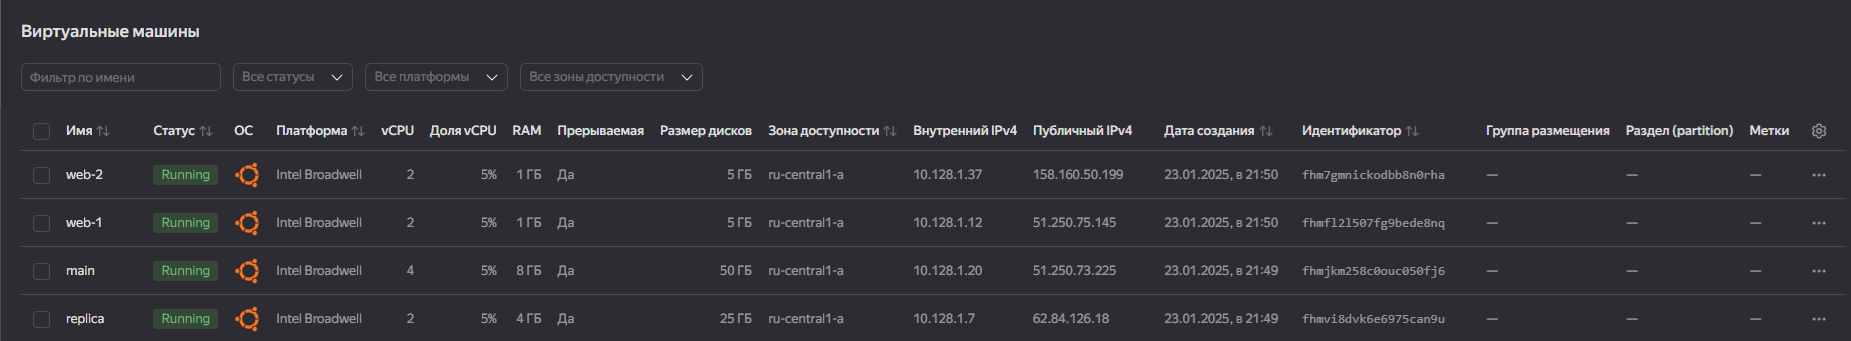 Виртуальные машины
Фильтр по имени Все статусы Все платформы Все зоны доступности
Имя Статус ОС Платформа vCPU Доля vCPU RAM Прерываемая Размер дисков Зона доступности Внутренний IPv4 Публичный IPv4 Дата создания Идентификатор Группа размещения Раздел (partition) Метки
web-2 Running Intel Broadwell 2 5% 1 ГБ Да 5 ГБ ru-central1-a 10.128.1.37 158.160.50.199 23.01.2025, в 21:50 fhm7gmnickodbb8n0rha — — —
web-1 Running Intel Broadwell 2 5% 1 ГБ Да 5 ГБ ru-central1-a 10.128.1.12 51.250.75.145 23.01.2025, в 21:50 fhmfl2l507fg9bede8nq — — —
main Running Intel Broadwell 4 5% 8 ГБ Да 50 ГБ ru-central1-a 10.128.1.20 51.250.73.225 23.01.2025, в 21:49 fhmjkm258c0ouc050fj6 — — —
replica Running Intel Broadwell 2 5% 4 ГБ Да 25 ГБ ru-central1-a 10.128.1.7 62.84.126.18 23.01.2025, в 21:49 fhmvi8dvk6e6975can9u — — —